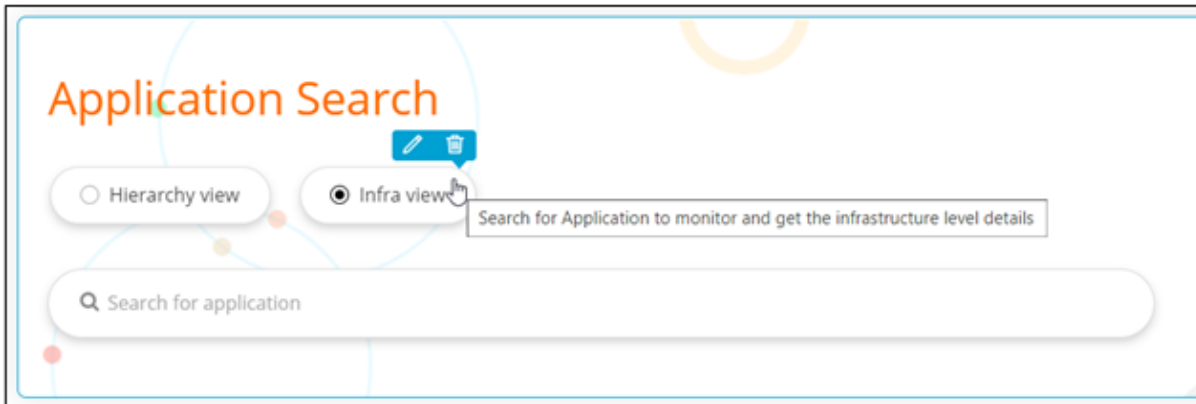 Application Search
Hierarchy view
Infra view
Search for Application to monitor and get the infrastructure level details
Search for application